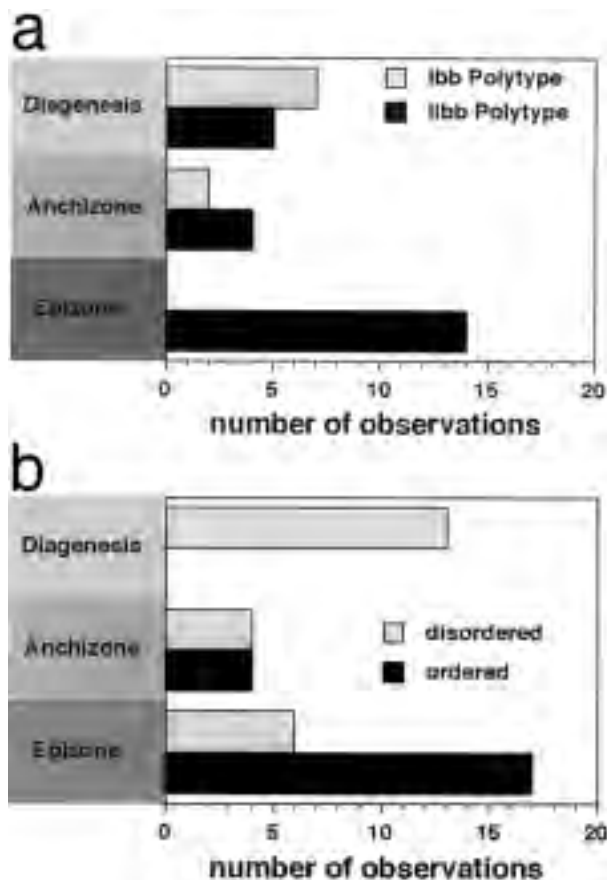 a
Ibb Polytype
IIbb Polytype
Diagenesis
Anchizone
Epizone
0 5 10 15 20
number of observations
b
Diagenesis
disordered
Anchizone
ordered
Epizone
0 5 10 15 20
number of observations